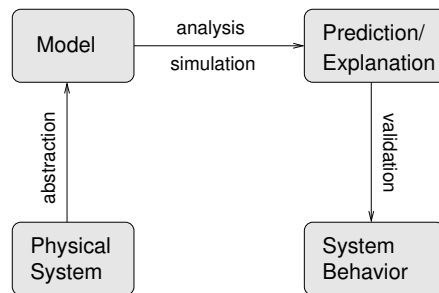 Model
analysis
simulation
Prediction/
Explanation
abstraction
validation
Physical
System
System
Behavior